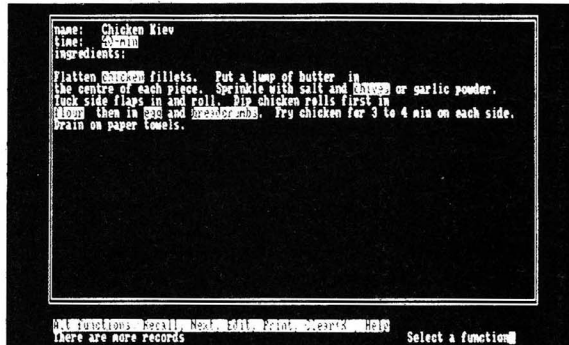 name: Chicken Kiev
time: 40-min
ingredients:
Flatten chicken fillets. Put a lump of butter in
the centre of each piece. Sprinkle with salt and chives or garlic powder.
Tuck side flaps in and roll. Dip chicken rolls first in
flour then in egg and breadcrumbs. Fry chicken for 3 to 4 min on each side.
Drain on paper towels.
functions Recall, Next, Edit, Print, Help
There are more records Select a function